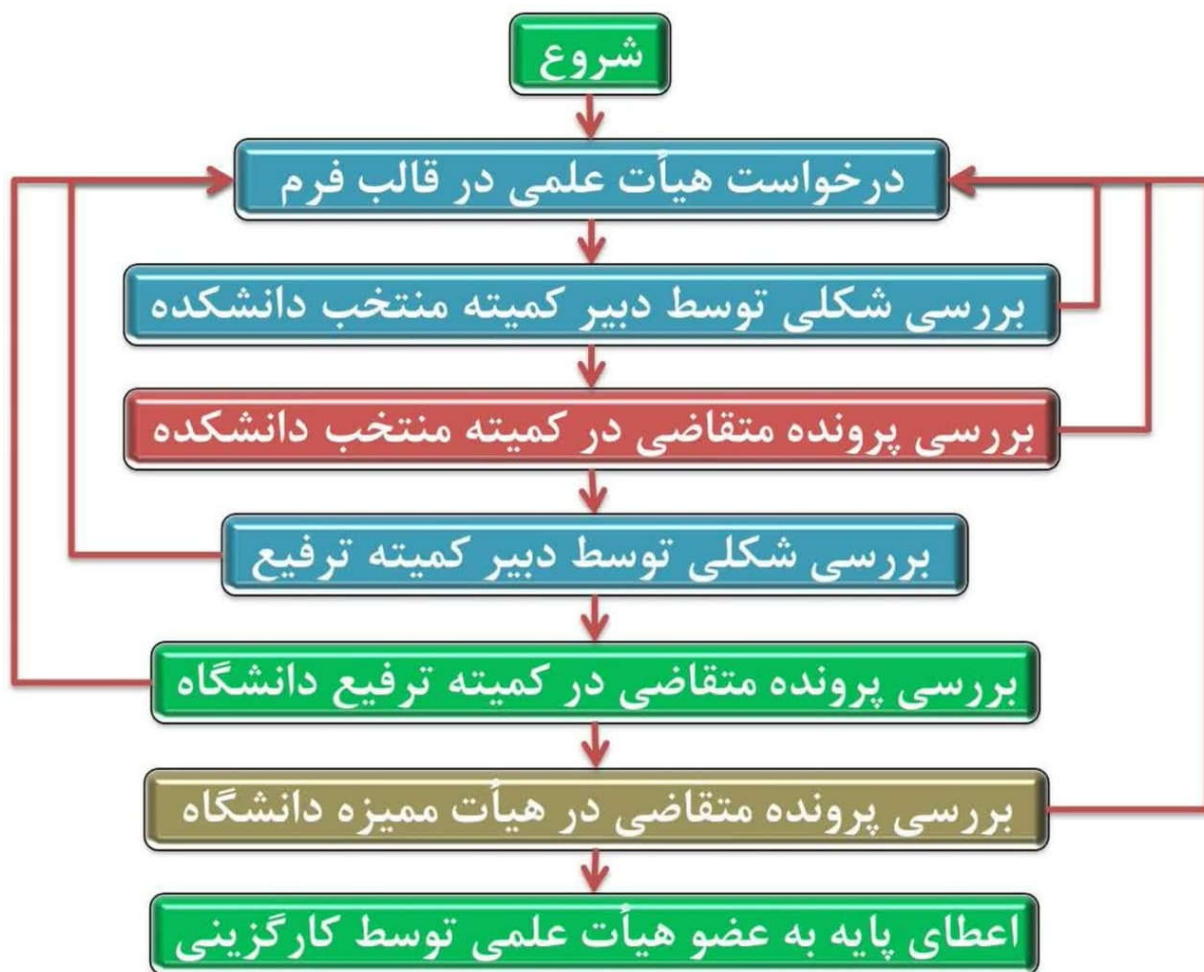 شروع
درخواست هیأت علمی در قالب فرم
بررسی شکلی توسط دبیر کمیته منتخب دانشکده
بررسی پرونده متقاضی در کمیته منتخب دانشکده
بررسی شکلی توسط دبیر کمیته ترفیع
بررسی پرونده متقاضی در کمیته ترفیع دانشگاه
بررسی پرونده متقاضی در هیأت ممیزه دانشگاه
اعطای پایه به عضو هیأت علمی توسط کارگزینی